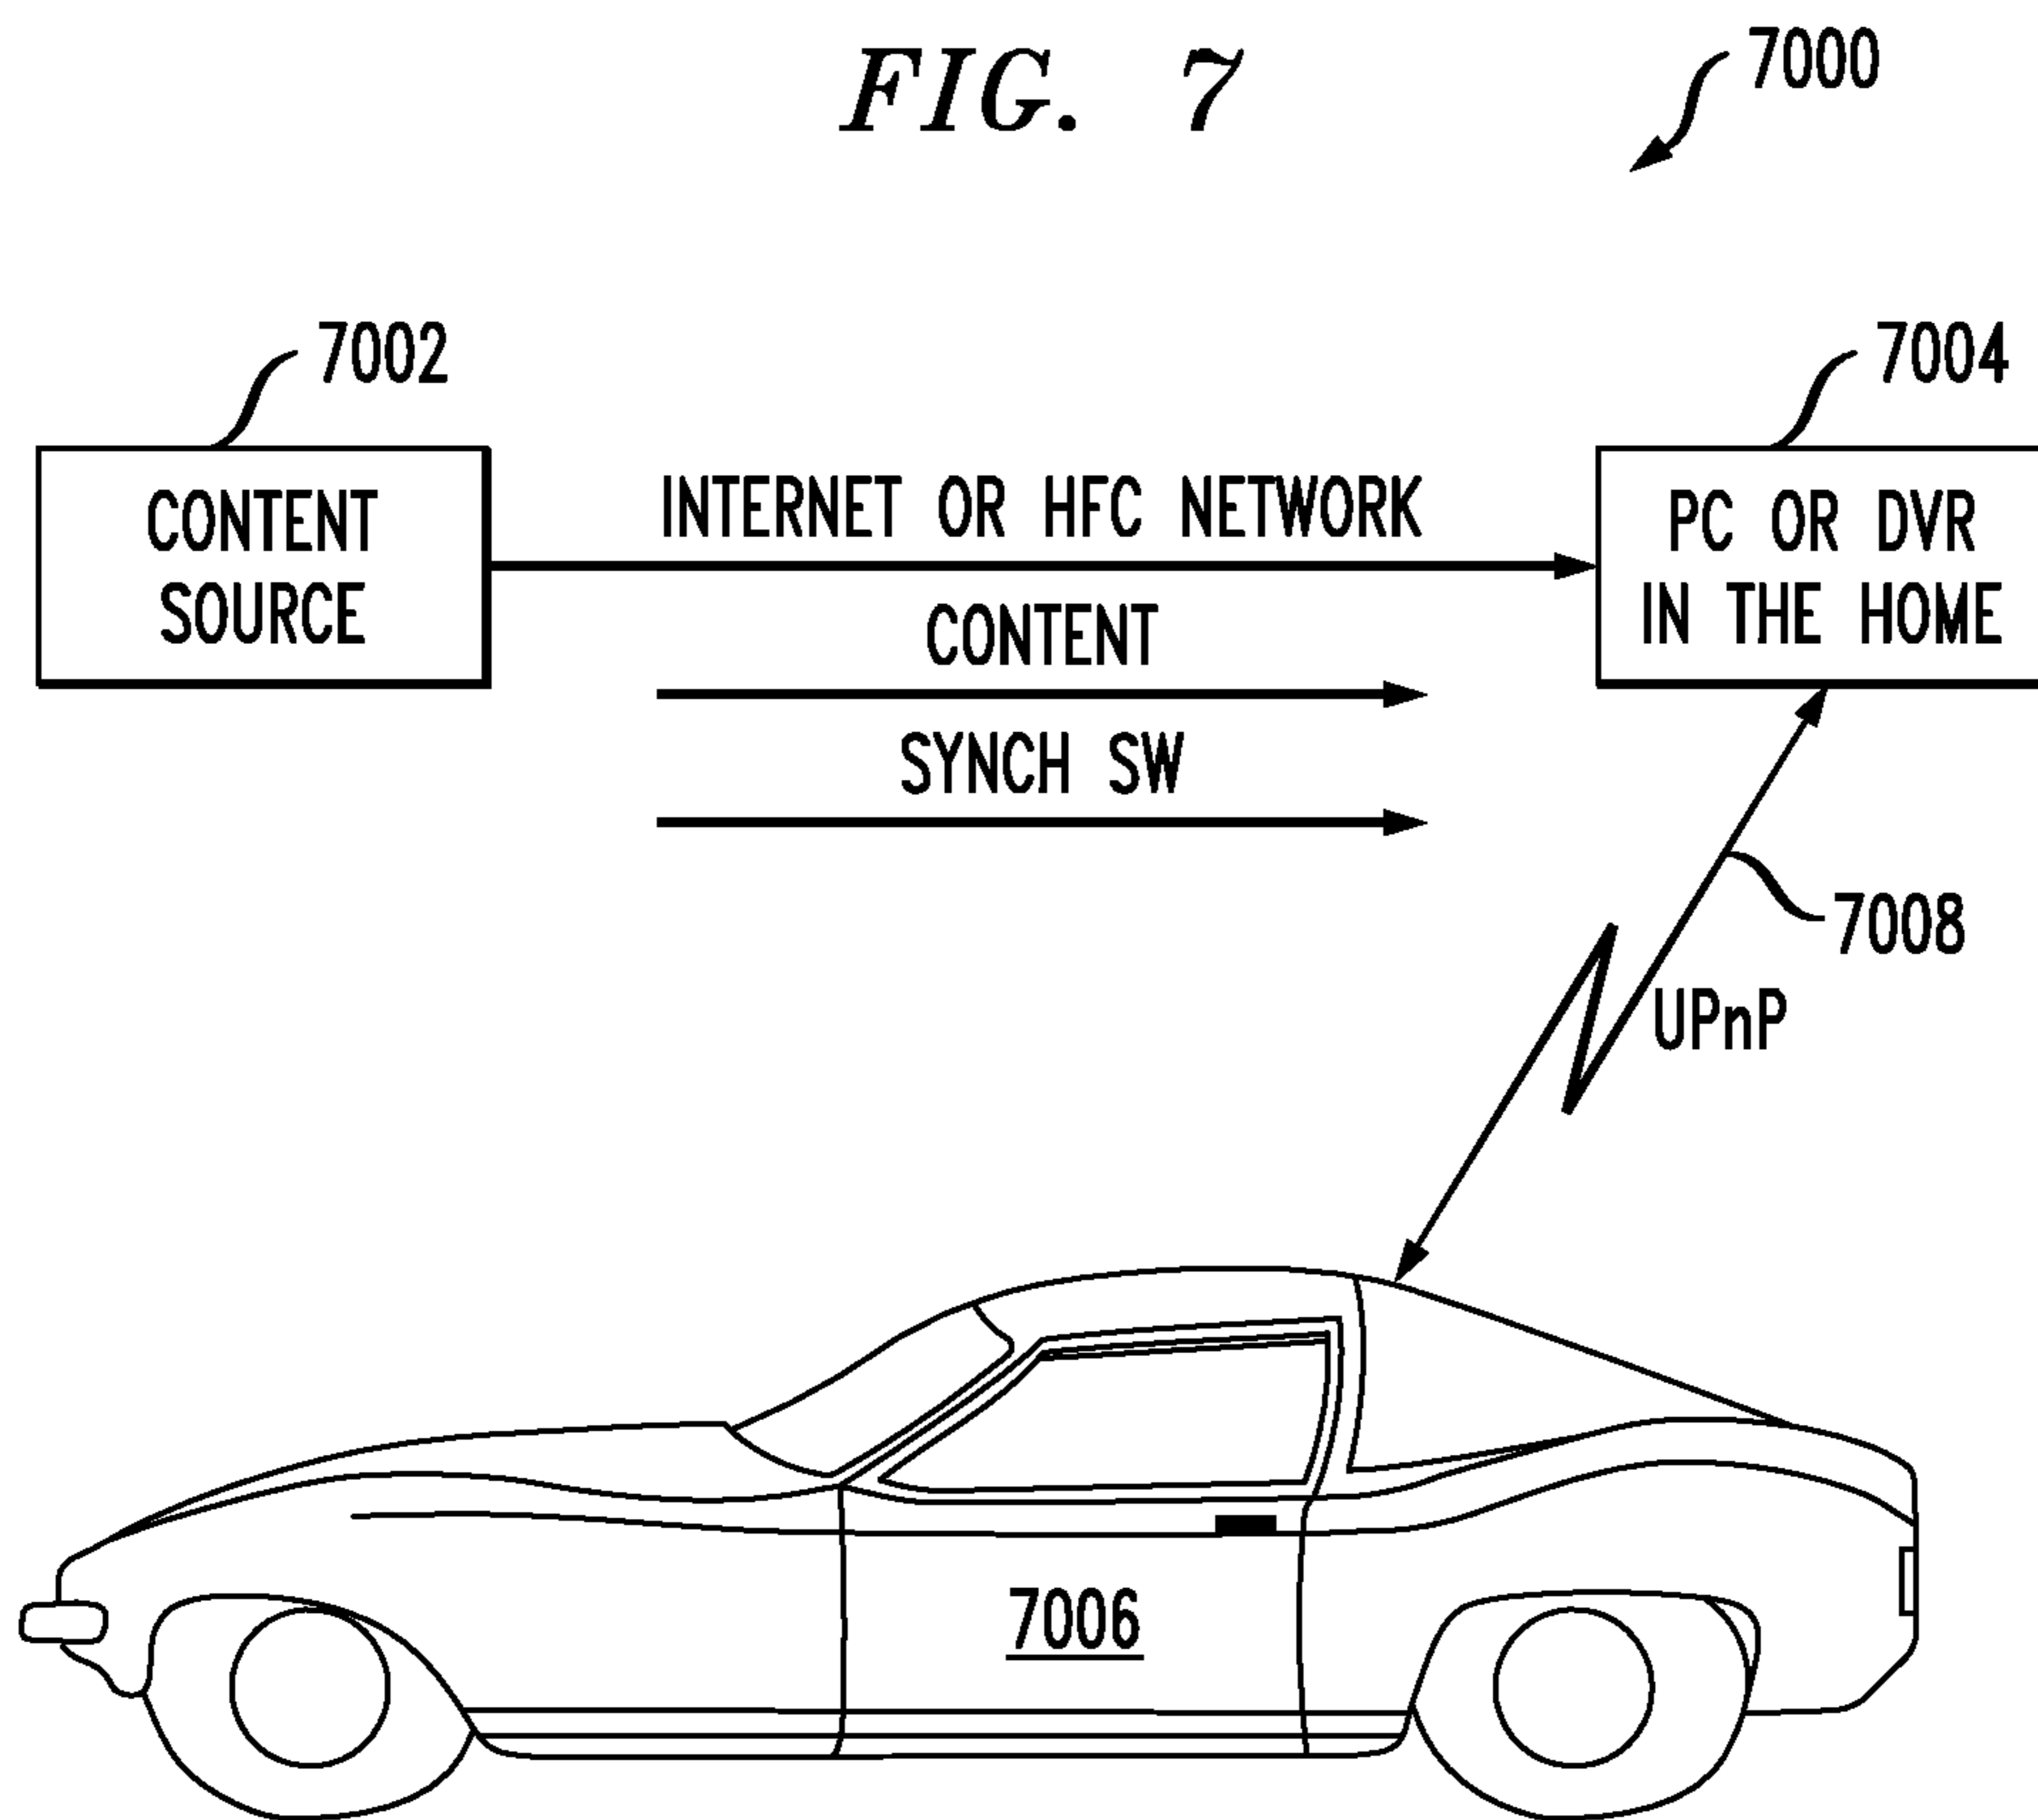 FIG. 7
7000
7002
7004
CONTENT
SOURCE
INTERNET OR HFC NETWORK
PC OR DVR
IN THE HOME
CONTENT
SYNCH SW
7008
UPnP
7006